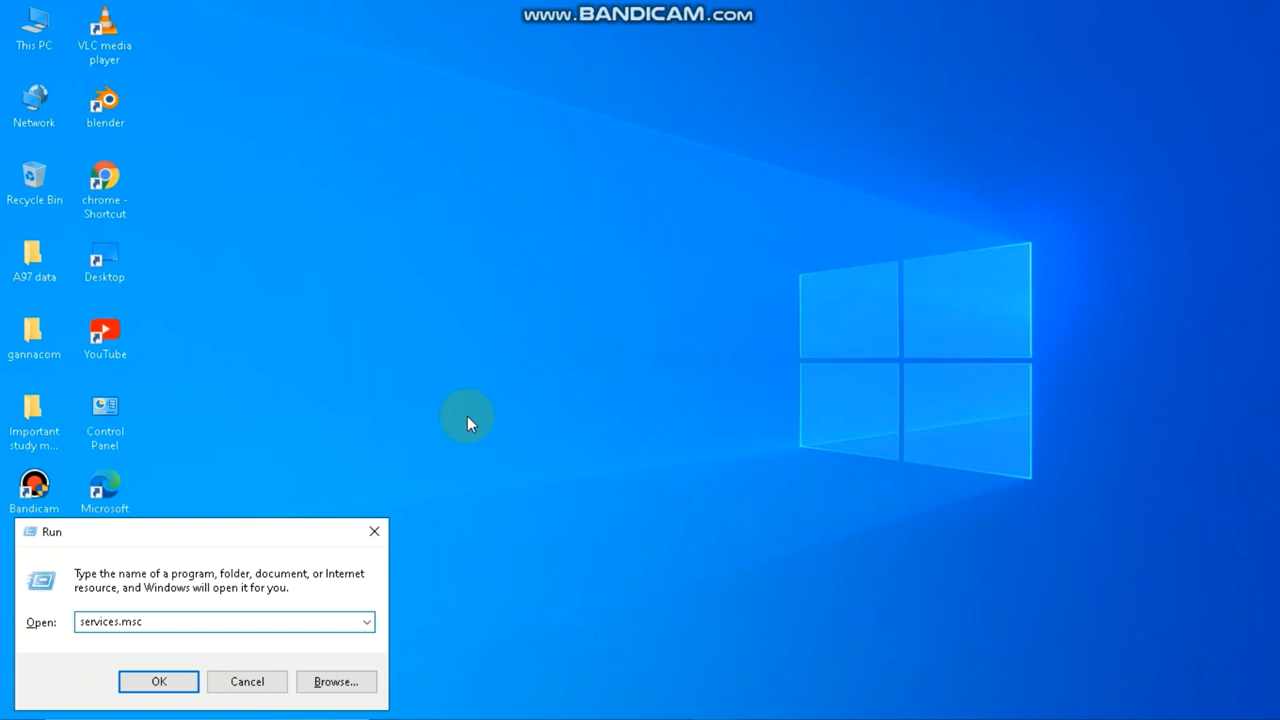 www.BANDICAM.com
This PC
VLC media
player
Network
blender
Recycle Bin
chrome -
Shortcut
A97 data
Desktop
gannacom
YouTube
Important
study m...
Control
Panel
Bandicam
Microsoft
Run
Type the name of a program, folder, document, or Internet
resource, and Windows will open it for you.
Open:
services.msc
OK
Cancel
Browse...